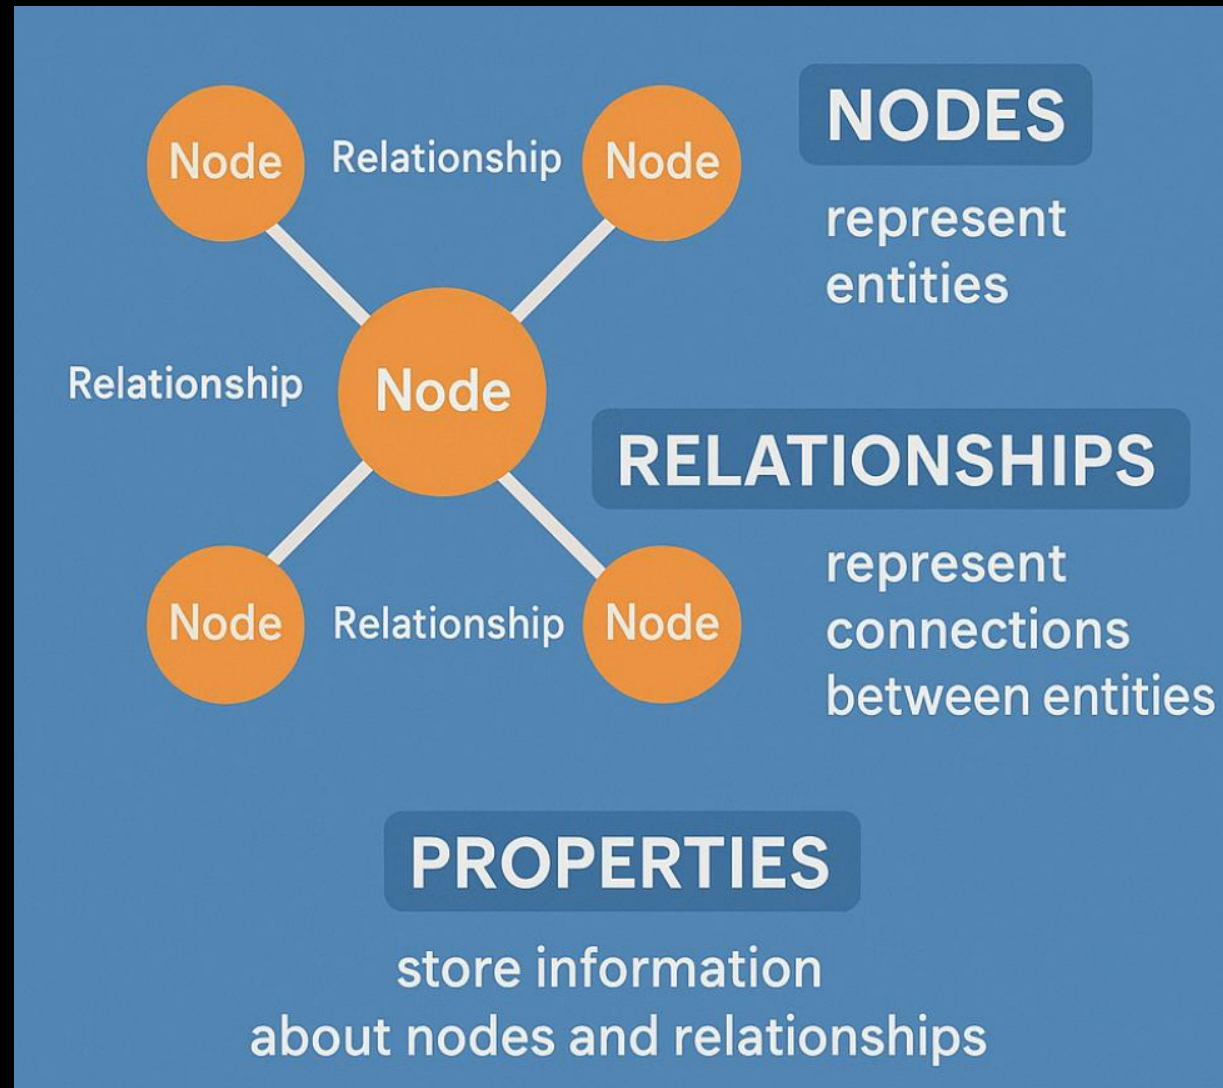 Node Relationship Node
Relationship Node
Node Relationship Node
NODES
represent
entities
RELATIONSHIPS
represent
connections
between entities
PROPERTIES
store information
about nodes and relationships